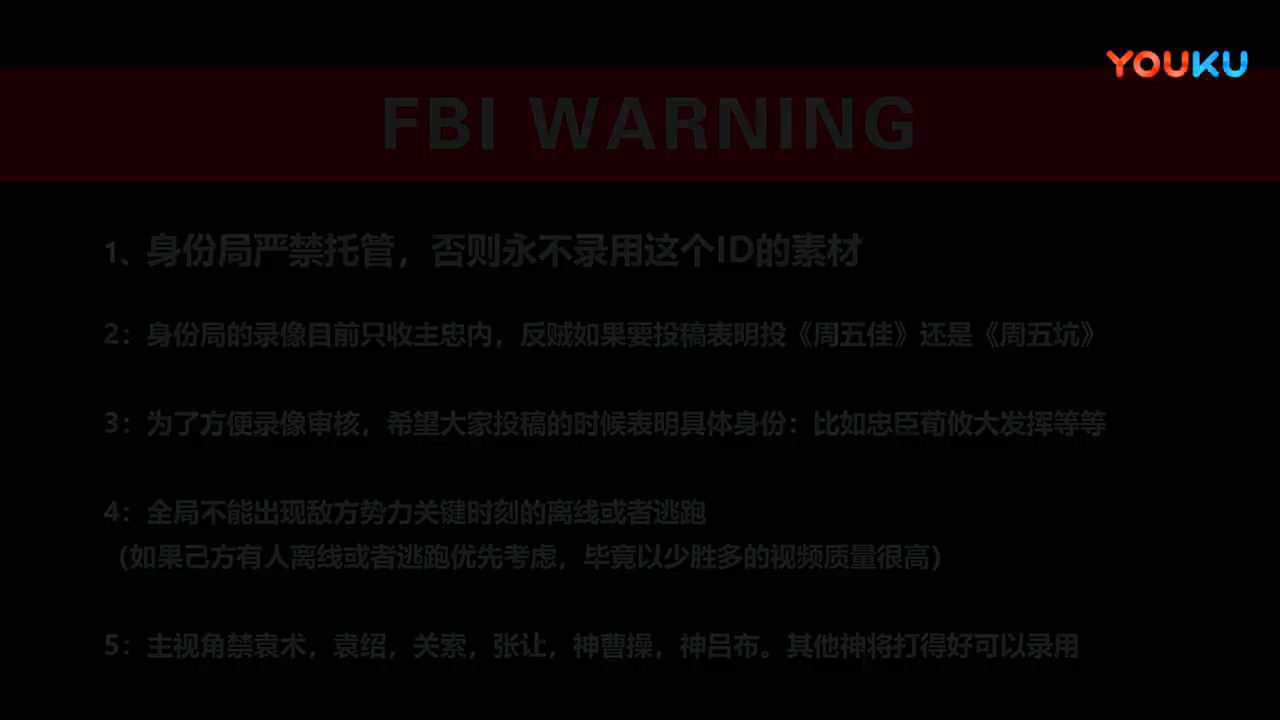 YOUKU
FBI WARNING
1、身份局严禁托管，否则永不录用这个ID的素材
2：身份局的录像目前只收主忠内，反贼如果要投稿表明投《周五佳》还是《周五坑》
3：为了方便录像审核，希望大家投稿的时候表明具体身份：比如忠臣荀攸大发挥等等
4：全局不能出现敌方势力关键时刻的离线或者逃跑
（如果己方有人离线或者逃跑优先考虑，毕竟以少胜多的视频质量很高）
5：主视角禁袁术，袁绍，关索，张让，神曹操，神吕布。其他神将打得好可以录用